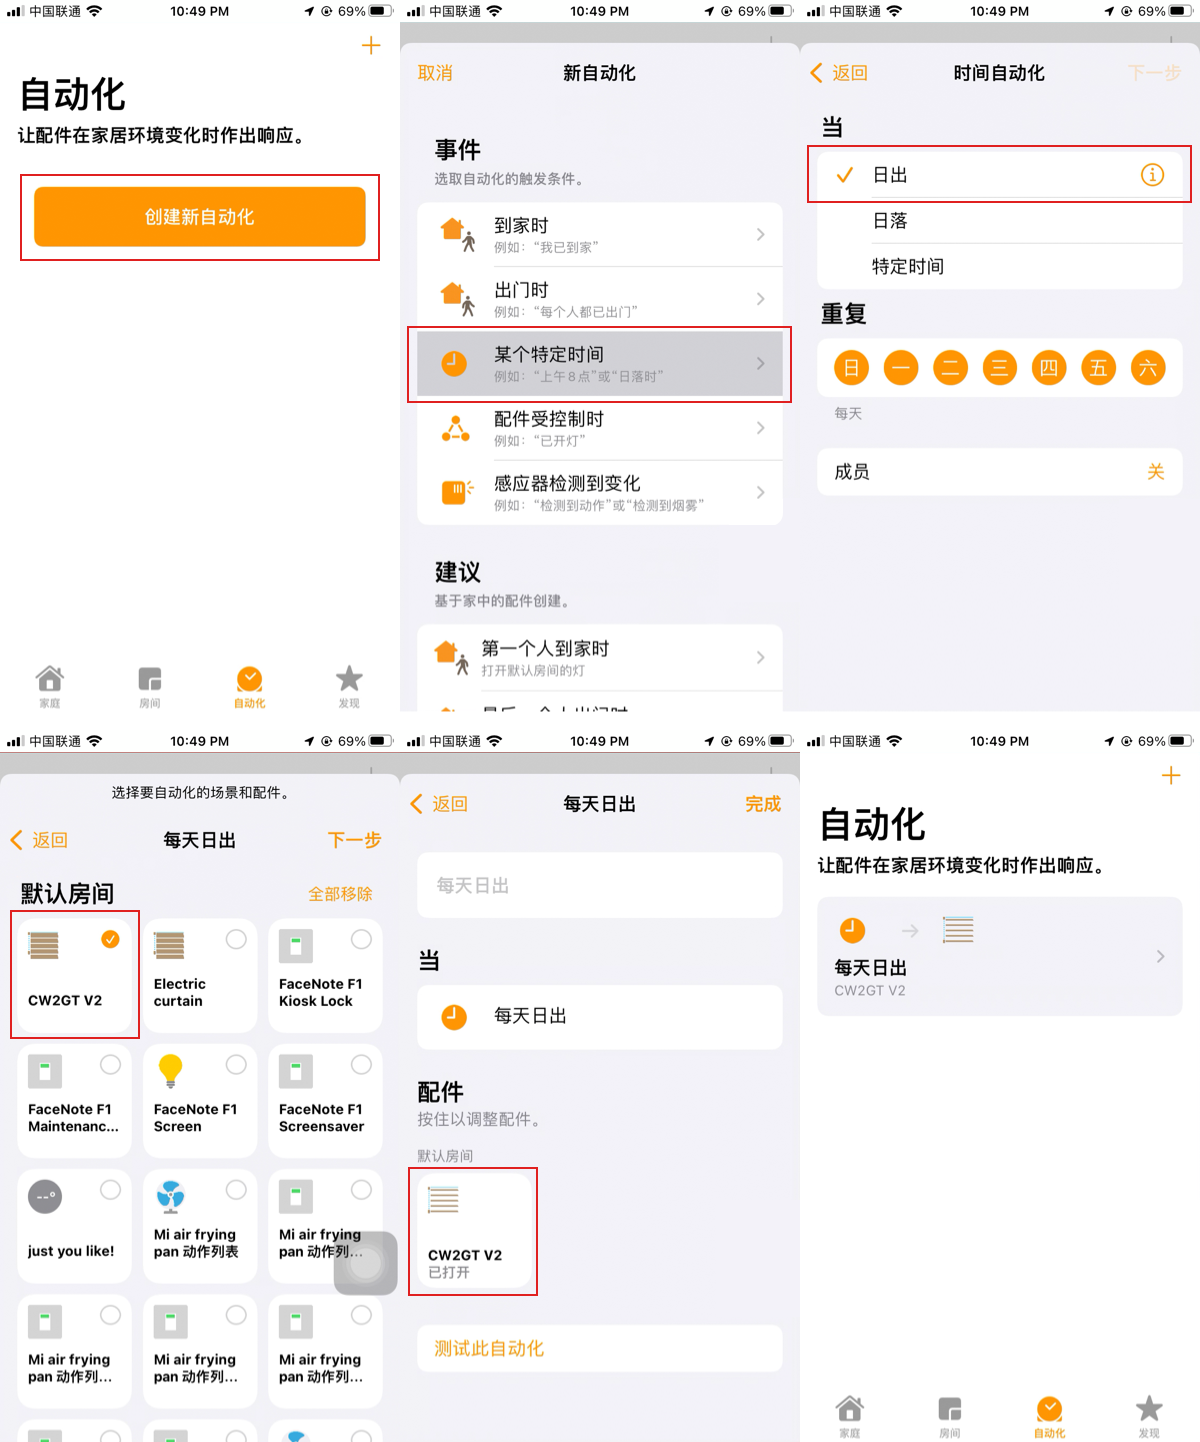 中国联通 10:49 PM 69%
自动化
让配件在家居环境变化时作出响应。
创建新自动化
家庭 房间 自动化 发现
中国联通 10:49 PM 69%
取消 新自动化
事件
选取自动化的触发条件。
到家时
例如：“我已到家”
出门时
例如：“每个人都已出门”
某个特定时间
例如：“上午 8 点”或“日落时”
配件受控制时
例如：“已开灯”
感应器检测到变化
例如：“检测到动作”或“检测到烟雾”
建议
基于家中的配件创建。
第一个人到家时
打开默认房间的灯
中国联通 10:49 PM 69%
返回 时间自动化 下一步
当
日出
日落
特定时间
重复
日 一 二 三 四 五 六
每天
成员 关
中国联通 10:49 PM 69%
选择要自动化的场景和配件。
返回 每天日出 下一步
默认房间 全部移除
CW2GT V2
Electric
curtain
FaceNote F1
Kiosk Lock
FaceNote F1
Maintenanc...
FaceNote F1
Screen
FaceNote F1
Screensaver
--°
just you like!
Mi air frying
pan 动作列表
Mi air frying
pan 动作列...
Mi air frying
pan 动作列...
Mi air frying
pan 动作列...
Mi air frying
pan 动作列...
中国联通 10:49 PM 69%
返回 每天日出 完成
每天日出
当
每天日出
配件
按住以调整配件。
默认房间
CW2GT V2
已打开
测试此自动化
中国联通 10:49 PM 69%
自动化
让配件在家居环境变化时作出响应。
每天日出
CW2GT V2
家庭 房间 自动化 发现